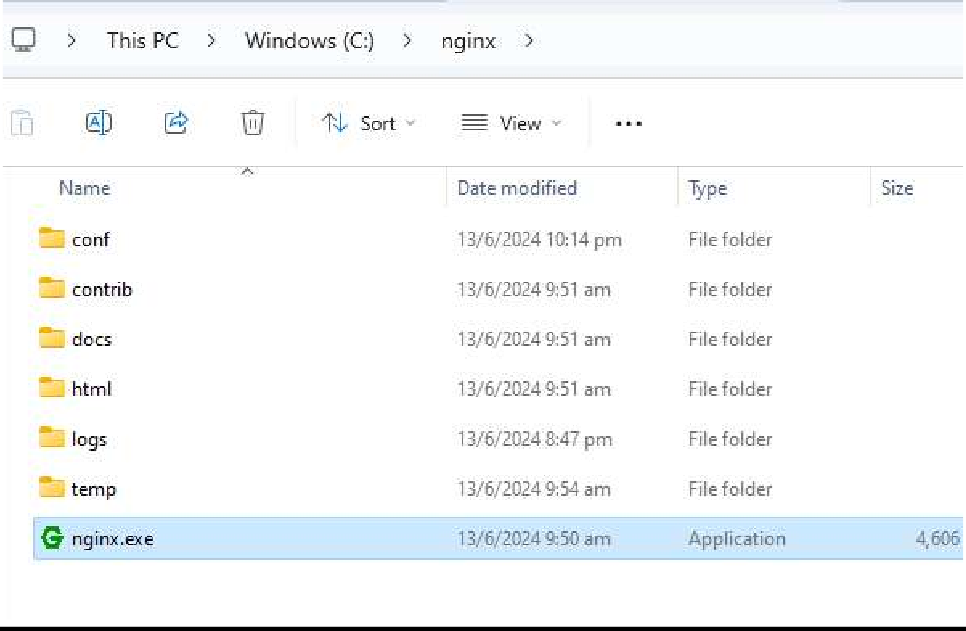 This PC > Windows (C:) > nginx >
A Sort View ...
Name Date modified Type Size
conf 13/6/2024 10:14 pm File folder
contrib 13/6/2024 9:51 am File folder
docs 13/6/2024 9:51 am File folder
html 13/6/2024 9:51 am File folder
logs 13/6/2024 8:47 pm File folder
temp 13/6/2024 9:54 am File folder
nginx.exe 13/6/2024 9:50 am Application 4,606